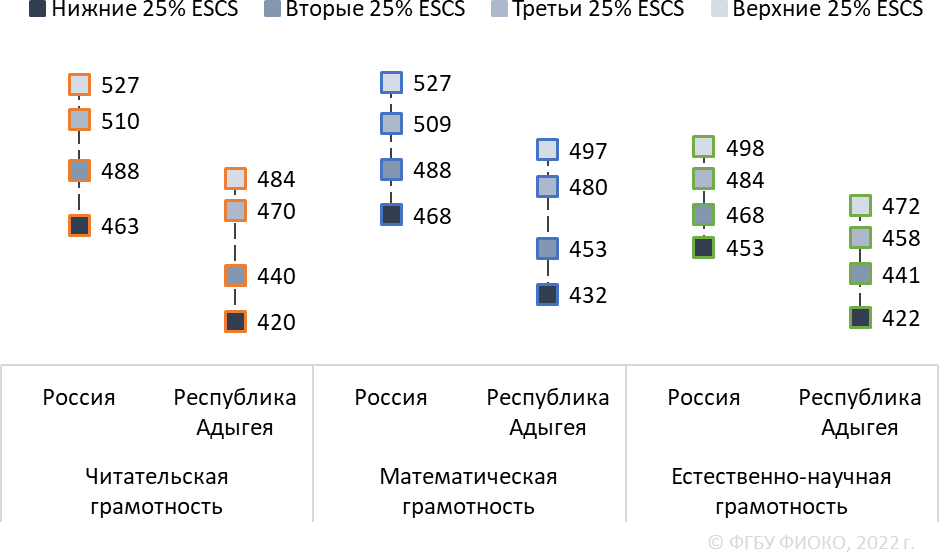 Нижние 25% ESCS Вторые 25% ESCS Третьи 25% ESCS Верхние 25% ESCS
527
510
488
463
484
470
440
420
527
509
488
468
497
480
453
432
498
484
468
453
472
458
441
422
Россия
Республика
Адыгея
Россия
Республика
Адыгея
Россия
Республика
Адыгея
Читательская
грамотность
Математическая
грамотность
Естественно-научная
грамотность
© ФГБУ ФИОКО, 2022 г.